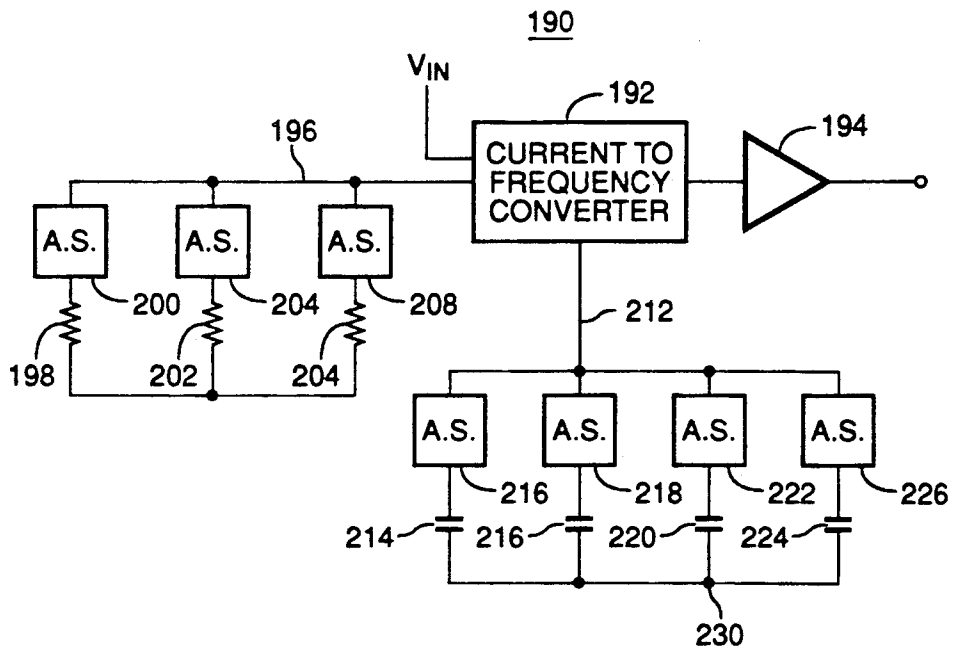 190
VIN
192
194
196
CURRENT TO
FREQUENCY
CONVERTER
A.S.
A.S.
A.S.
200
204
208
212
198
202
204
A.S.
A.S.
A.S.
A.S.
216
218
222
226
214
216
220
224
230